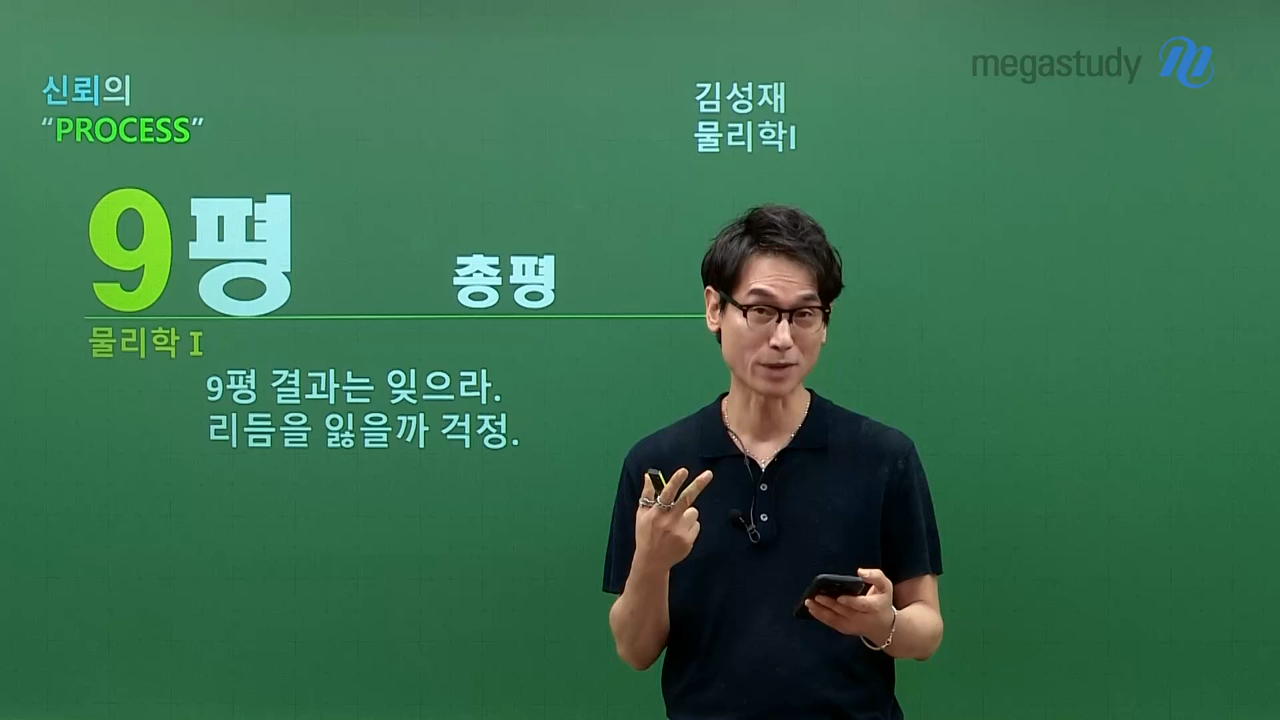 신뢰의
“PROCESS”
김성재
물리학I
megastudy
9평
총평
물리학 I
9평 결과는 잊으라.
리듬을 잃을까 걱정.